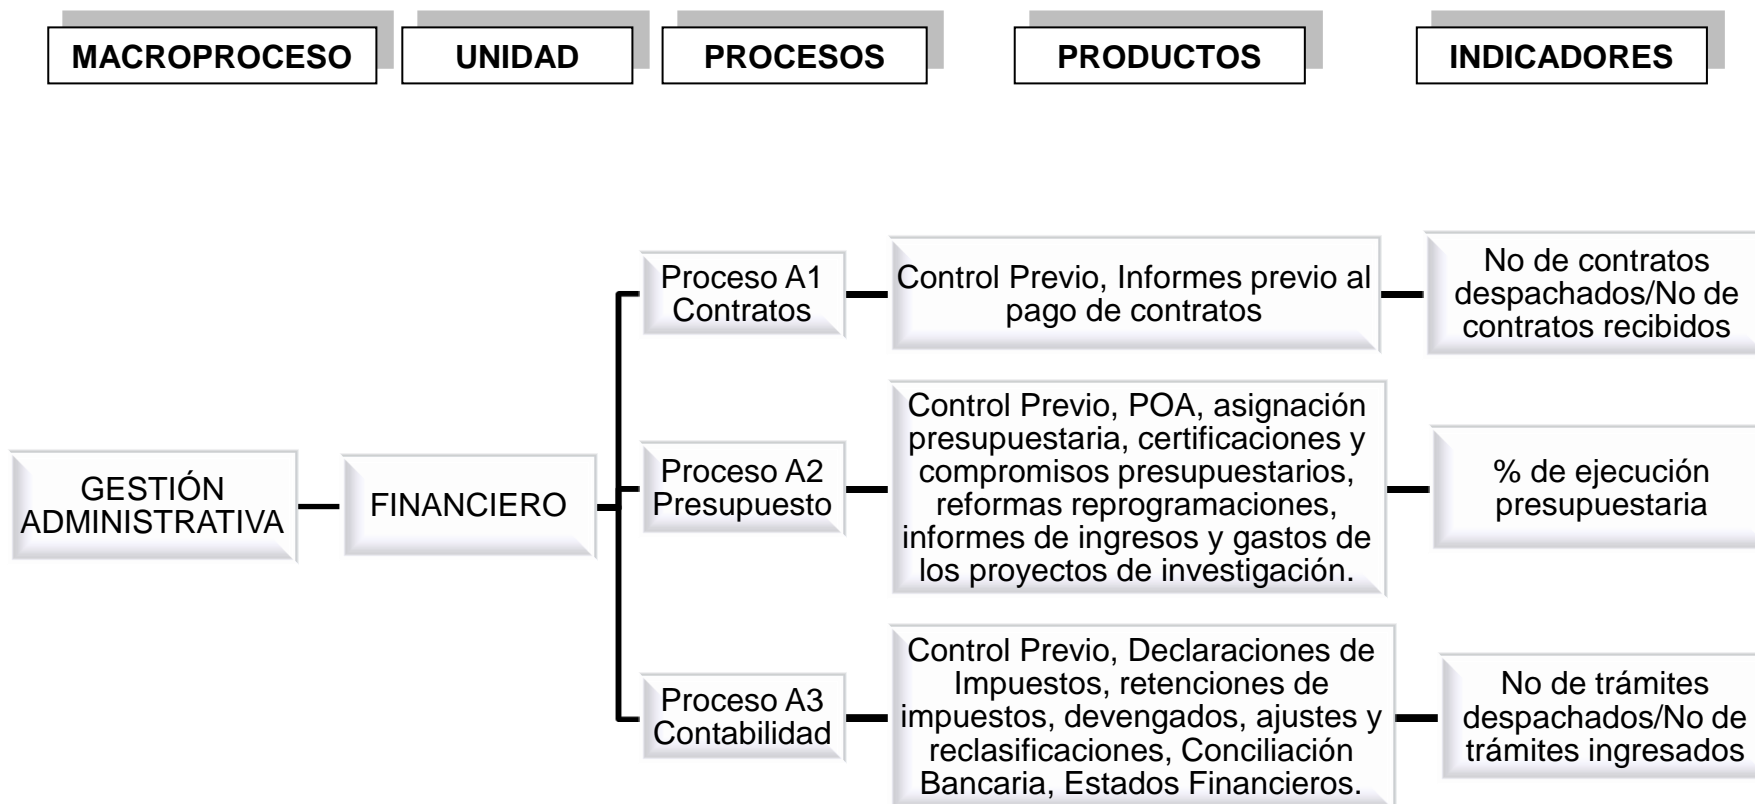 MACROPROCESO
UNIDAD
PROCESOS
PRODUCTOS
INDICADORES
GESTIÓN
ADMINISTRATIVA
FINANCIERO
Proceso A1
Contratos
Control Previo, Informes previo al
pago de contratos
No de contratos
despachados/No de
contratos recibidos
Proceso A2
Presupuesto
Control Previo, POA, asignación
presupuestaria, certificaciones y
compromisos presupuestarios,
reformas reprogramaciones,
informes de ingresos y gastos de
los proyectos de investigación.
% de ejecución
presupuestaria
Proceso A3
Contabilidad
Control Previo, Declaraciones de
Impuestos, retenciones de
impuestos, devengados, ajustes y
reclasificaciones, Conciliación
Bancaria, Estados Financieros.
No de trámites
despachados/No de
trámites ingresados